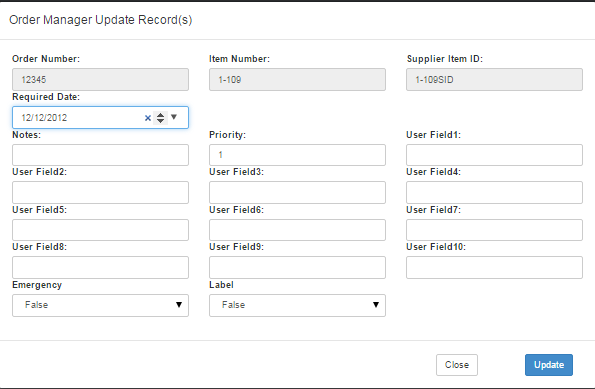 Order Manager Update Record(s)
Order Number: Item Number: Supplier Item ID:
12345 1-109 1-109SID
Required Date:
12/12/2012
Notes: Priority: User Field1:
1
User Field2: User Field3: User Field4:
User Field5: User Field6: User Field7:
User Field8: User Field9: User Field10:
Emergency Label
False False
Close Update